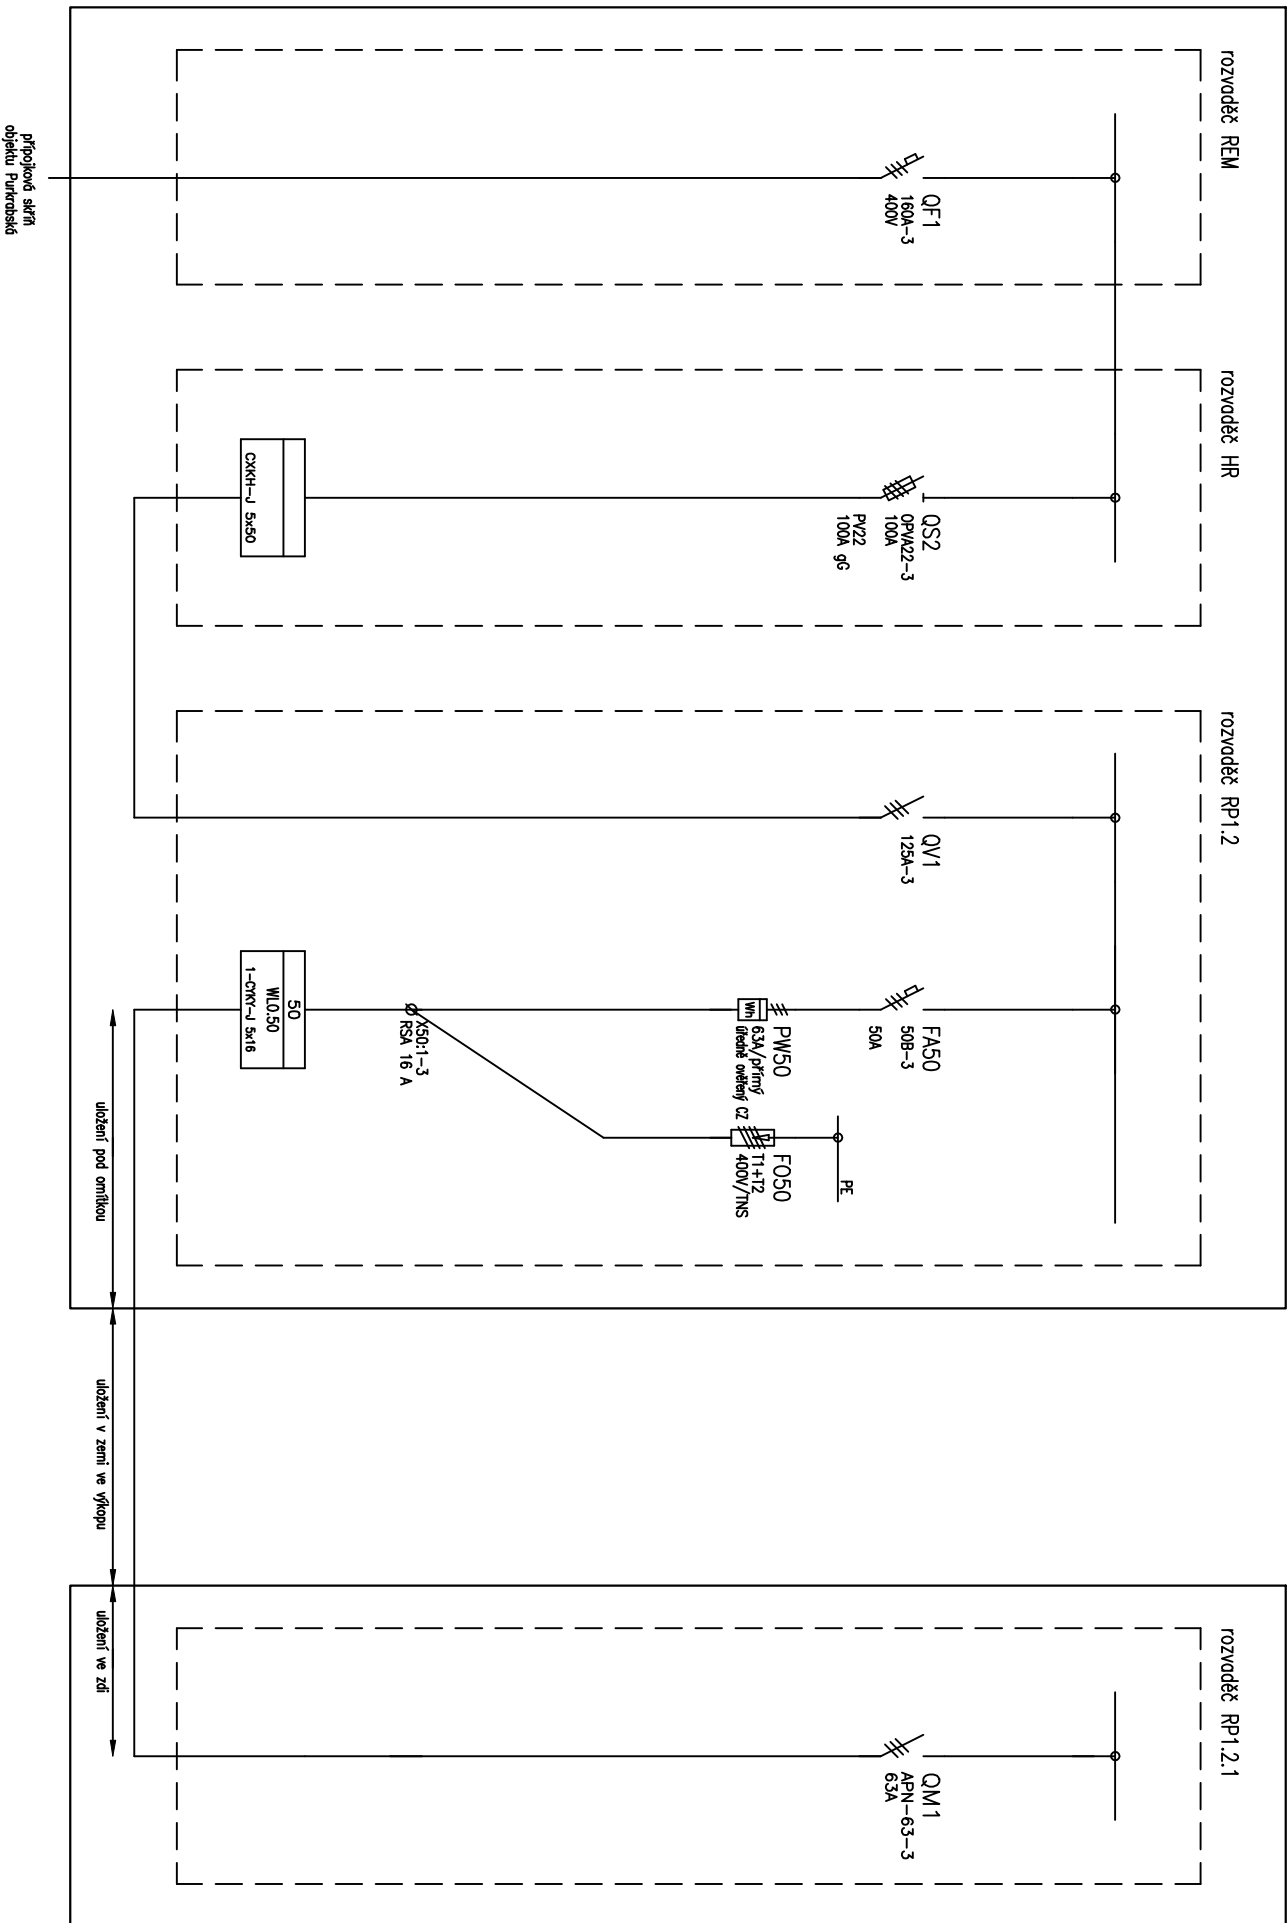 rozvaděč REM
QF1
160A-3
400V
přípojková skříň
objektu Purkrabská
rozvaděč HR
QS2
OPVA22-3
100A
PV22
100A gG
CXKH-J 5x50
rozvaděč RP1.2
QV1
125A-3
FA50
50B-3
50A
PW50
63A/přímý
úředně ověřený CZ
Wh
PE
FO50
T1+T2
400V/TNS
X50:1-3
RSA 16 A
50
WL0.50
1-CYKY-J 5x16
uložení pod omítkou
uložení v zemi ve výkopu
uložení ve zdi
rozvaděč RP1.2.1
QM1
APN-63-3
63A